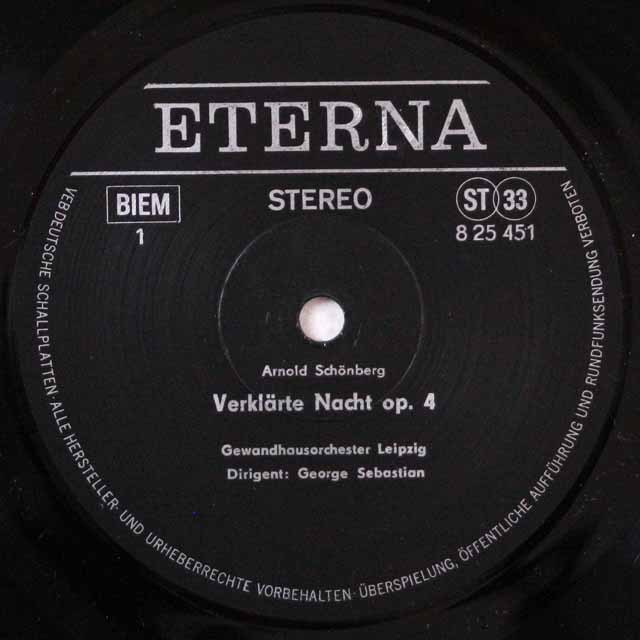 ETERNA
BIEM
STEREO
ST 33
1
8 25 451
Arnold Schönberg
Verklärte Nacht op. 4
Gewandhausorchester Leipzig
Dirigent: George Sebastian
VEB DEUTSCHE SCHALLPLATTEN · ALLE HERSTELLER- UND URHEBERRECHTE VORBEHALTEN · ÜBERSPIELUNG, ÖFFENTLICHE AUFFÜHRUNG UND RUNDFUNKSENDUNG VERBOTEN